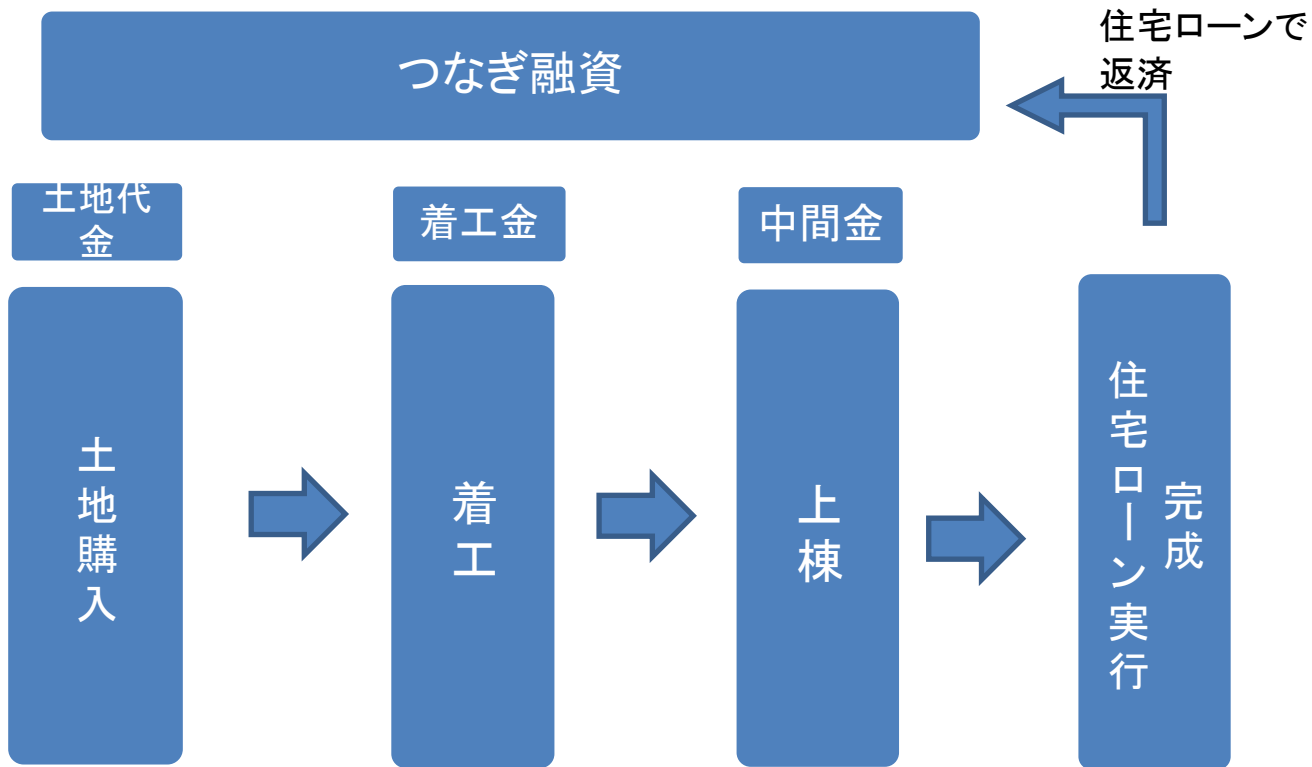 つなぎ融資
住宅ローンで
返済
土地代
金
着工金
中間金
土地購入
着工
上棟
完成
住宅ローン実行